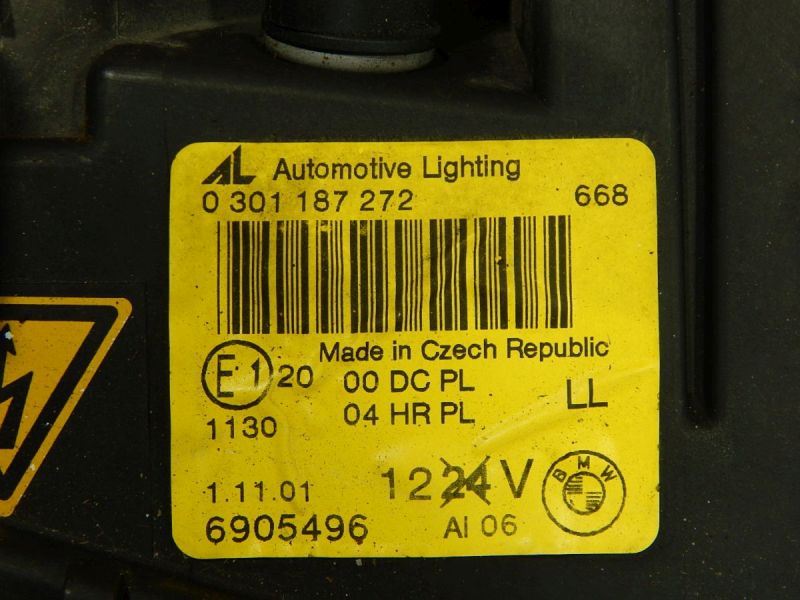 AL Automotive Lighting
0 301 187 272 668
Made in Czech Republic
E1 20 00 DC PL
04 HR PL LL
1130
1.11.01 12 24 V BMW
6905496 Al 06